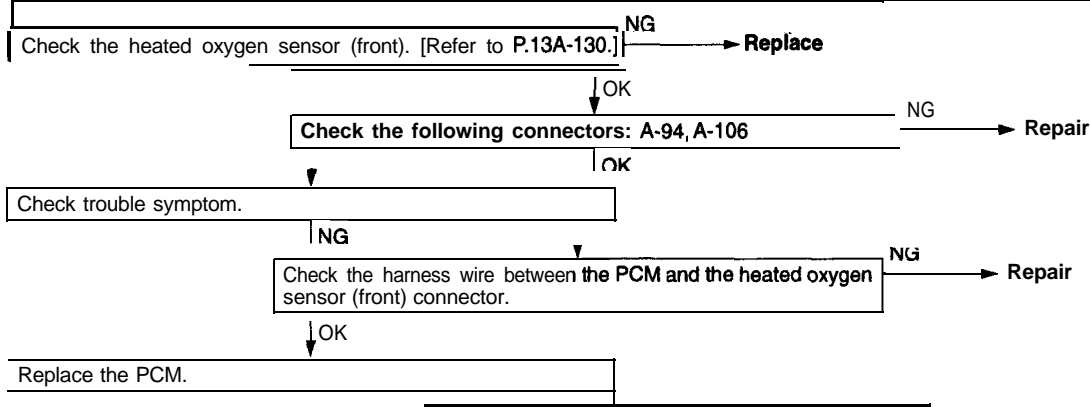 NG
Check the heated oxygen sensor (front). [Refer to P.13A-130.] Replace
OK
NG
Check the following connectors: A-94, A-106 Repair
OK
Check trouble symptom.
NG
NG
Check the harness wire between the PCM and the heated oxygen Repair
sensor (front) connector.
OK
Replace the PCM.